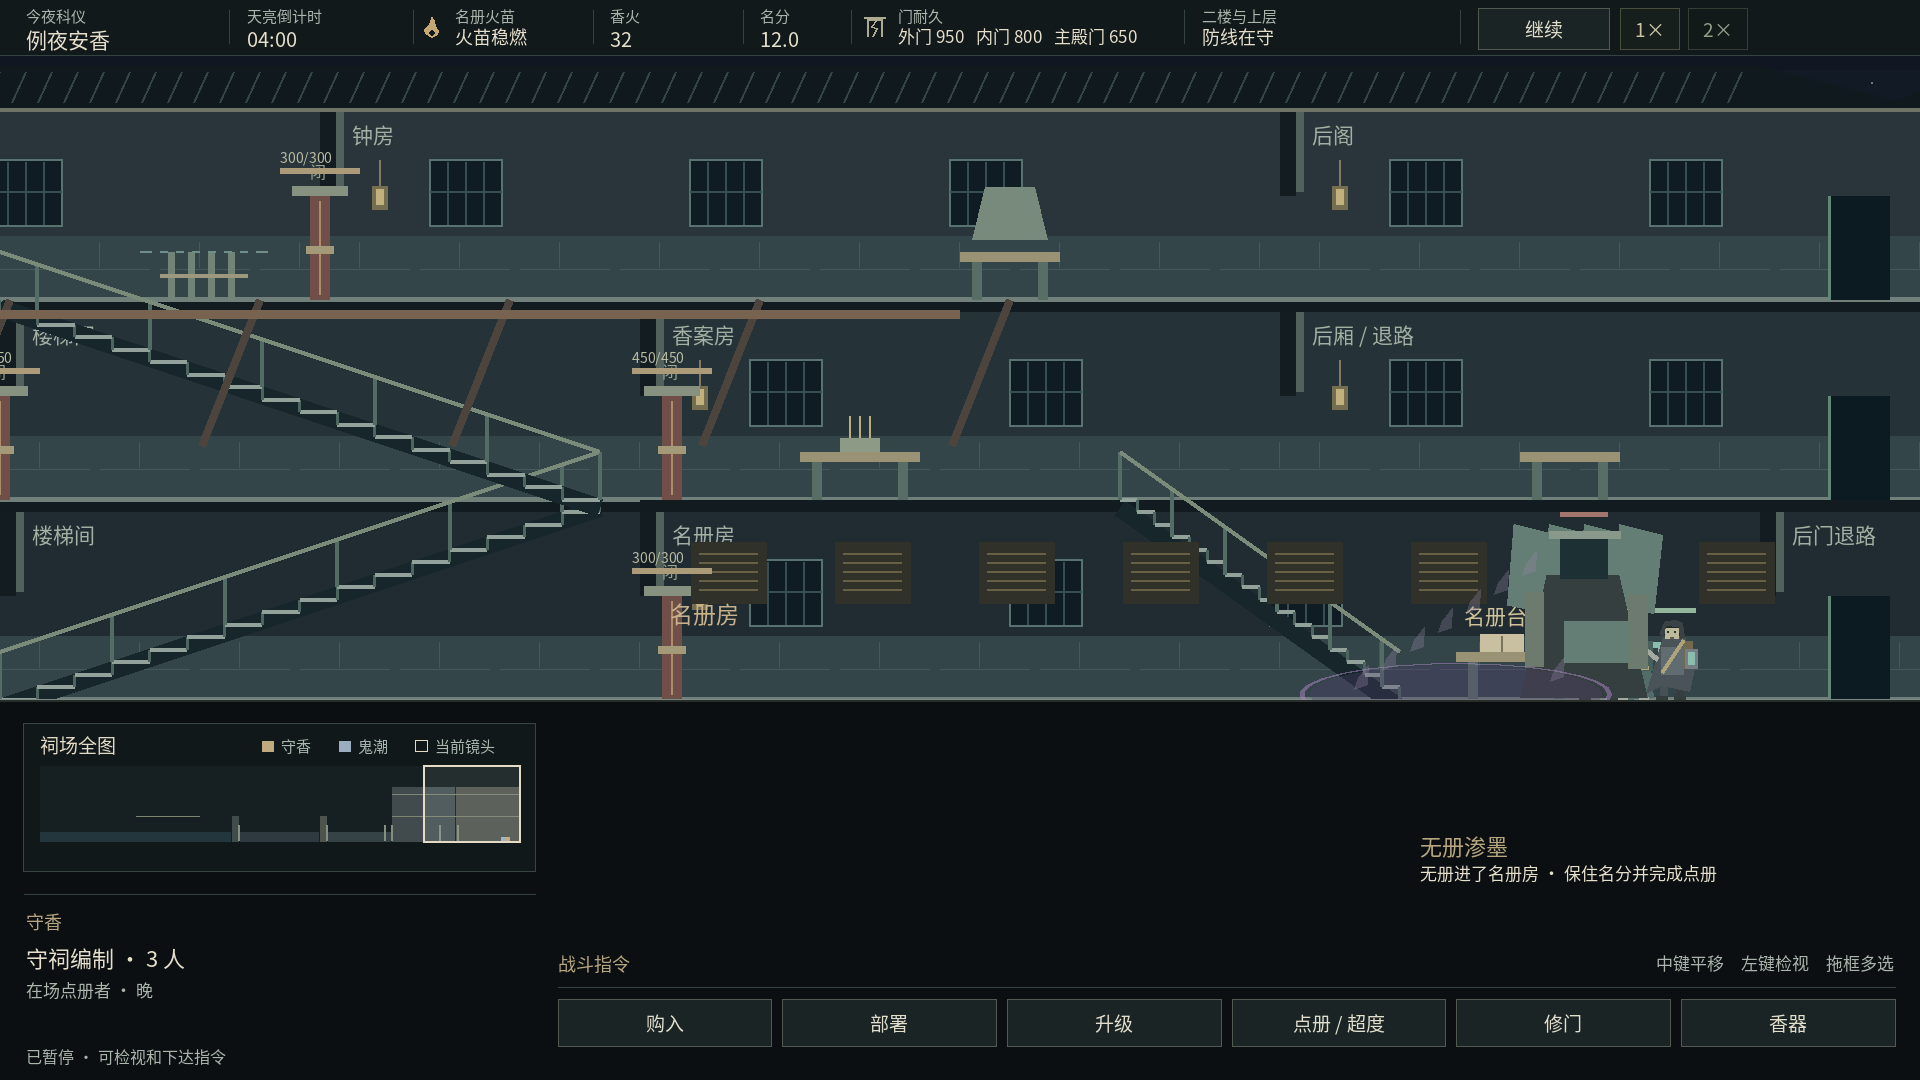 今夜科仪
例夜安香
天亮倒计时
04:00
名册火苗
火苗稳燃
香火
32
名分
12.0
门耐久
外门 950 内门 800 主殿门 650
二楼与上层
防线在守
继续
1×
2×
钟房
后阁
300/300
闭
香案房
后厢 / 退路
450/450
闭
楼梯间
名册房
后门退路
300/300
闭
名册房
名册台
祠场全图
守香
鬼潮
当前镜头
无册渗墨
无册进了名册房 · 保住名分并完成点册
守香
守祠编制 · 3 人
在场点册者 · 晚
已暂停 · 可检视和下达指令
战斗指令
中键平移 左键检视 拖框多选
购入
部署
升级
点册 / 超度
修门
香器